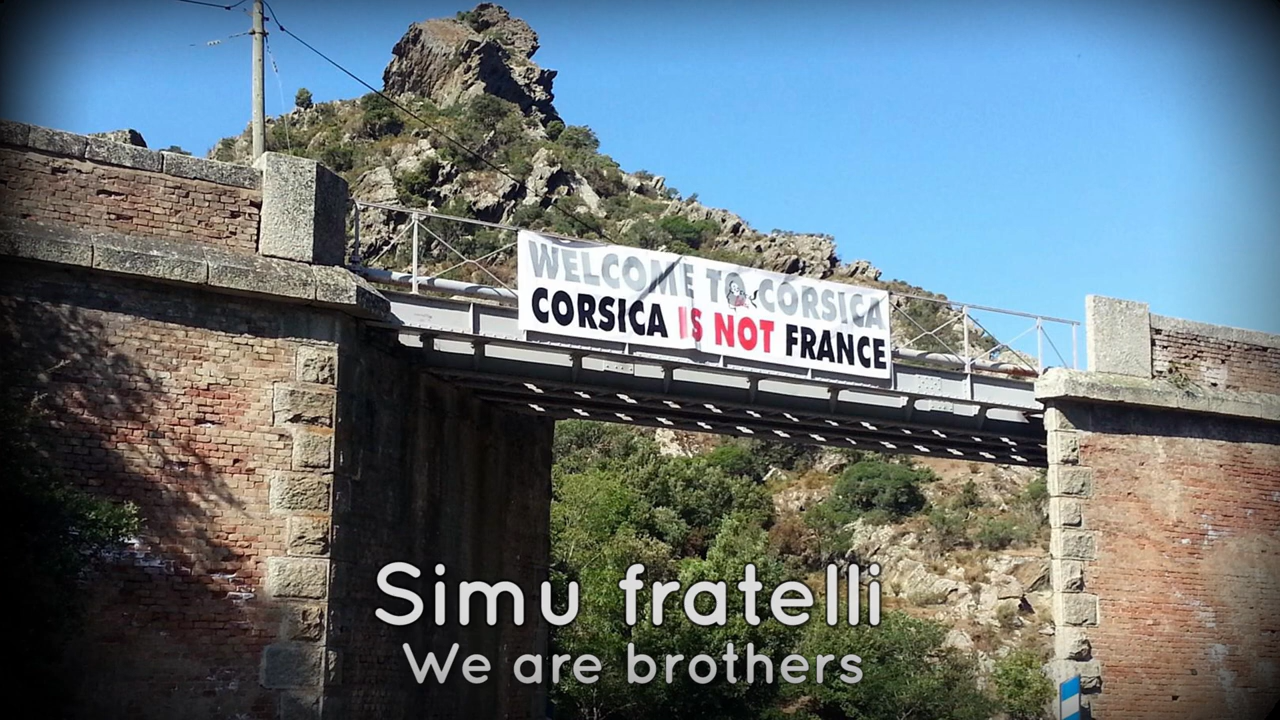 WELCOME TO CORSICA
CORSICA IS NOT FRANCE
Simu fratelli
We are brothers